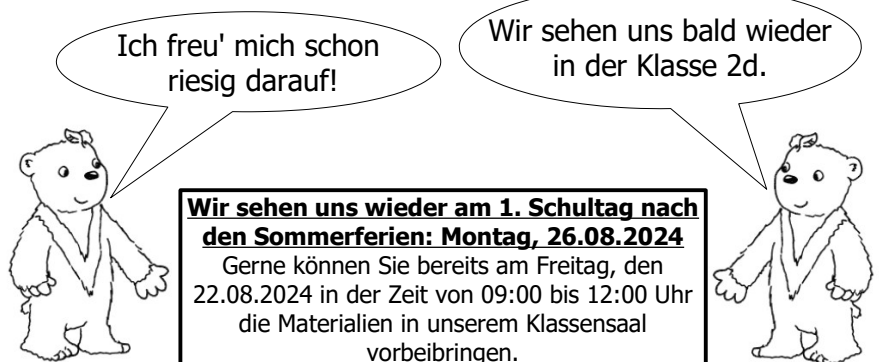 Ich freu' mich schon
riesig darauf!
Wir sehen uns bald wieder
in der Klasse 2d.
Wir sehen uns wieder am 1. Schultag nach
den Sommerferien: Montag, 26.08.2024
Gerne können Sie bereits am Freitag, den
22.08.2024 in der Zeit von 09:00 bis 12:00 Uhr
die Materialien in unserem Klassensaal
vorbeibringen.